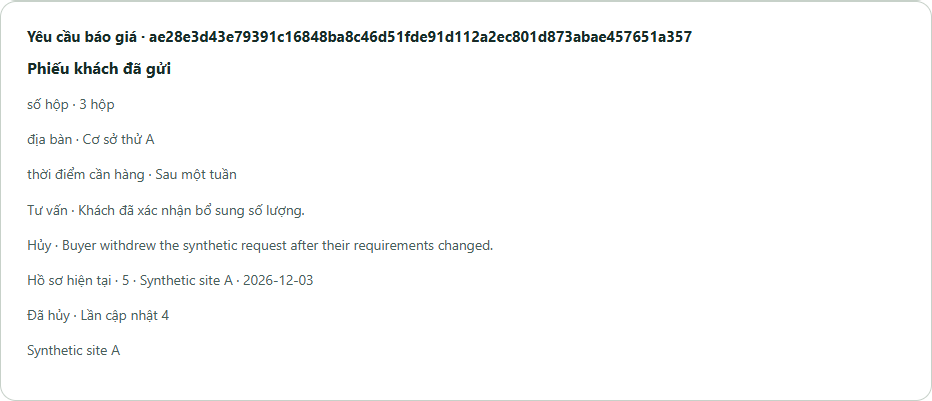 Yêu cầu báo giá · ae28e3d43e79391c16848ba8c46d51fde91d112a2ec801d873abae457651a357
Phiếu khách đã gửi
số hộp · 3 hộp
địa bàn · Cơ sở thử A
thời điểm cần hàng · Sau một tuần
Tư vấn · Khách đã xác nhận bổ sung số lượng.
Hủy · Buyer withdrew the synthetic request after their requirements changed.
Hồ sơ hiện tại · 5 · Synthetic site A · 2026-12-03
Đã hủy · Lần cập nhật 4
Synthetic site A